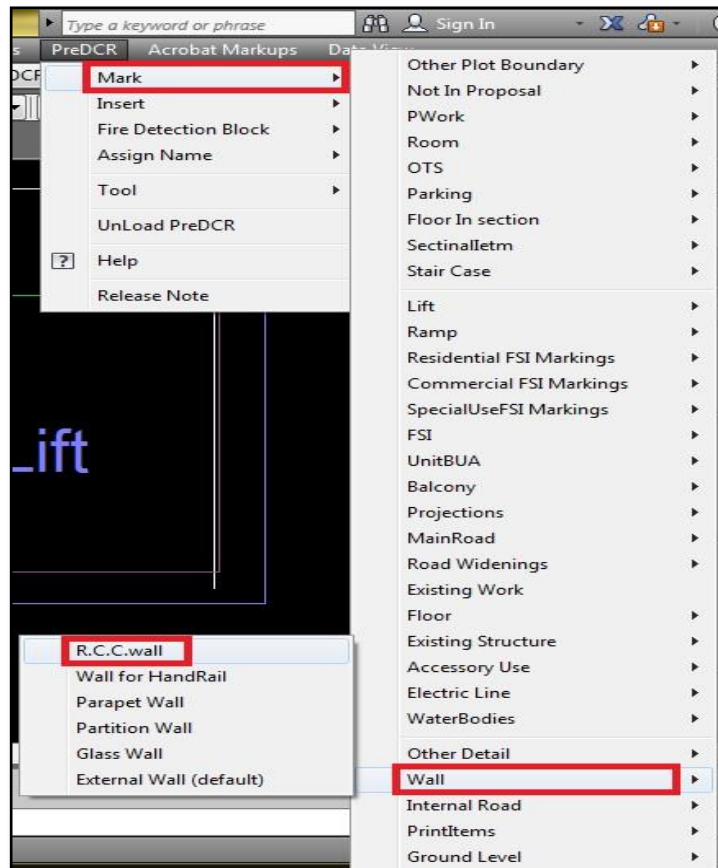 Type a keyword or phrase
Sign In
PreDCR
Acrobat Markups
Mark
Insert
Fire Detection Block
Assign Name
Tool
UnLoad PreDCR
? Help
Release Note
Other Plot Boundary
Not In Proposal
PWork
Room
OTS
Parking
Floor In section
SectinalIetm
Stair Case
Lift
Ramp
Residential FSI Markings
Commercial FSI Markings
SpecialUseFSI Markings
FSI
UnitBUA
Balcony
Projections
MainRoad
Road Widenings
Existing Work
Floor
Existing Structure
Accessory Use
Electric Line
WaterBodies
Other Detail
Wall
Internal Road
PrintItems
Ground Level
Lift
R.C.C.wall
Wall for HandRail
Parapet Wall
Partition Wall
Glass Wall
External Wall (default)